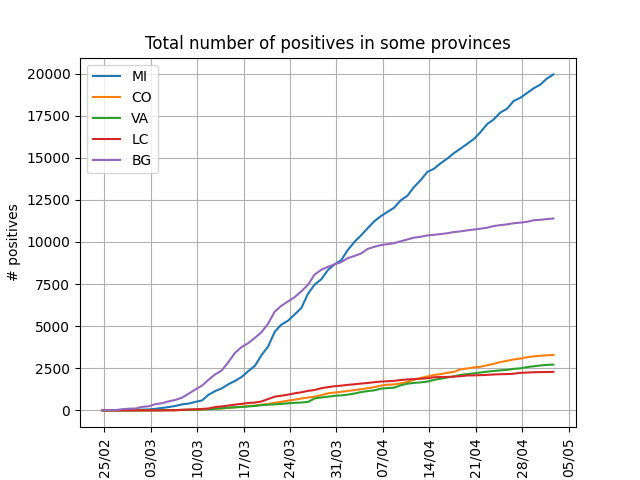 Total number of positives in some provinces
MI
CO
VA
LC
BG
# positives
20000
17500
15000
12500
10000
7500
5000
2500
0
25/02
03/03
10/03
17/03
24/03
31/03
07/04
14/04
21/04
28/04
05/05